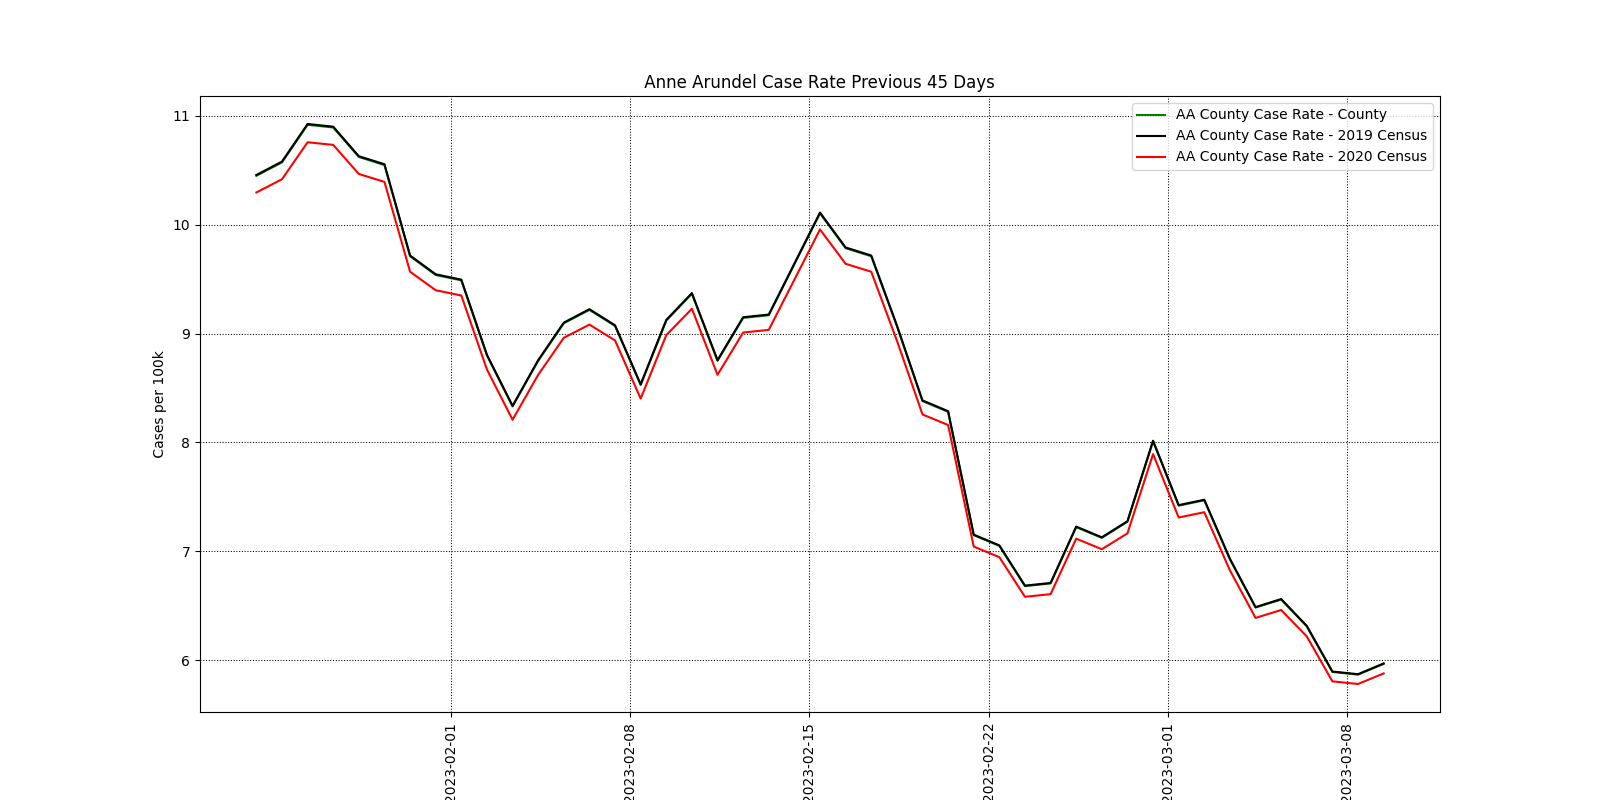 Anne Arundel Case Rate Previous 45 Days
AA County Case Rate - County
AA County Case Rate - 2019 Census
AA County Case Rate - 2020 Census
Cases per 100k
11
10
9
8
7
6
2023-02-01
2023-02-08
2023-02-15
2023-02-22
2023-03-01
2023-03-08